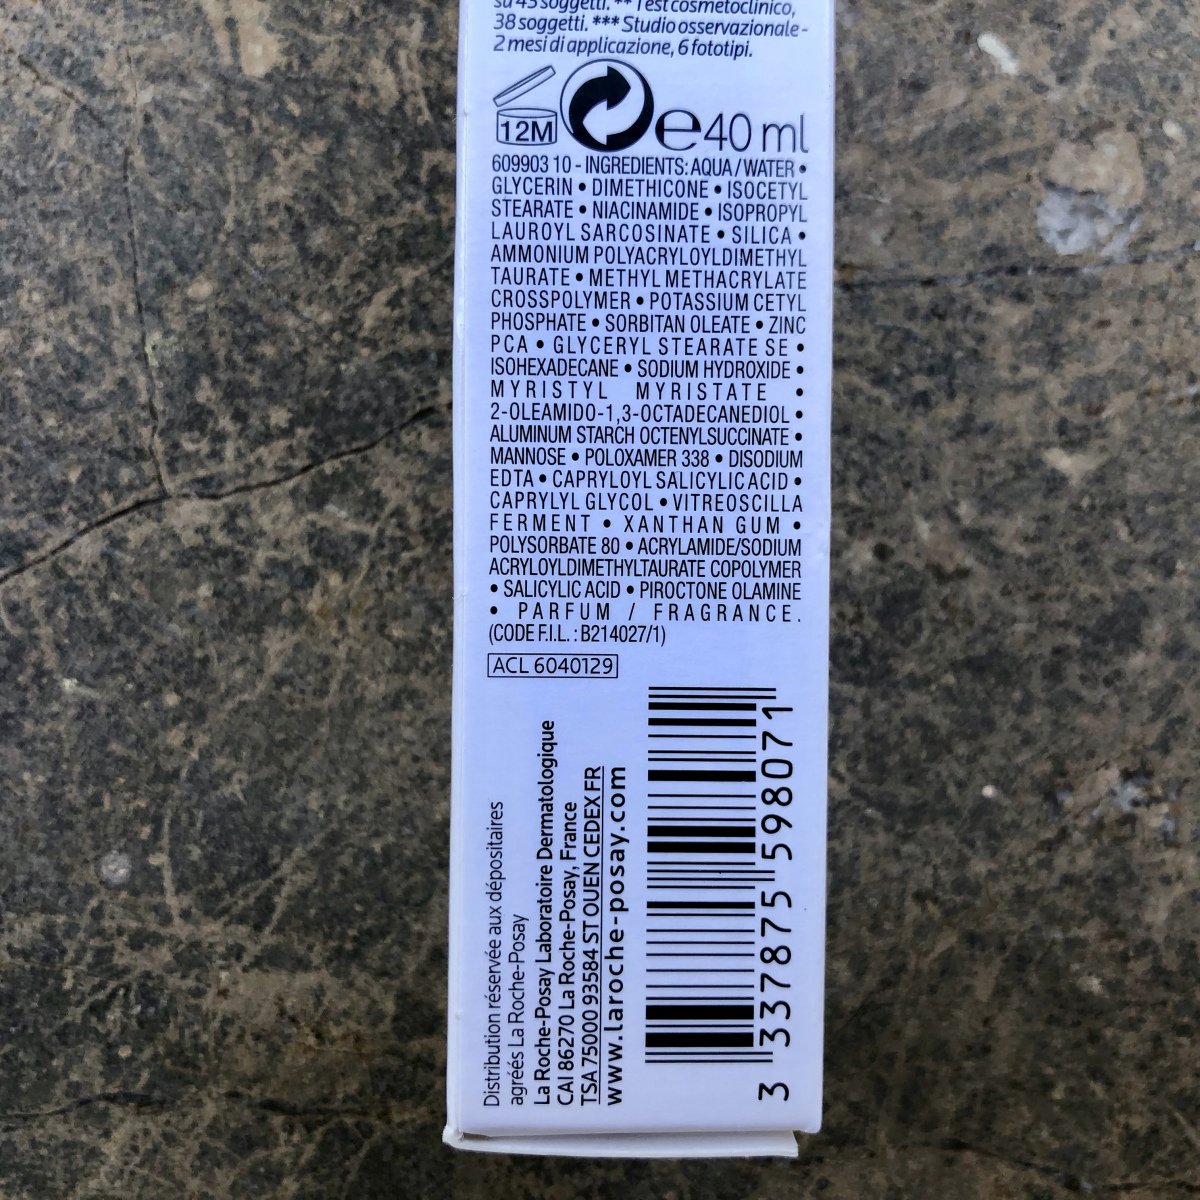 su 45 soggetti. ** Test cosmetoclinico,
38 soggetti. *** Studio osservazionale -
2 mesi di applicazione, 6 fototipi.
12M
e 40 ml
609903 10 - INGREDIENTS: AQUA / WATER •
GLYCERIN • DIMETHICONE • ISOCETYL
STEARATE • NIACINAMIDE • ISOPROPYL
LAUROYL SARCOSINATE • SILICA •
AMMONIUM POLYACRYLOYLDIMETHYL
TAURATE • METHYL METHACRYLATE
CROSSPOLYMER • POTASSIUM CETYL
PHOSPHATE • SORBITAN OLEATE • ZINC
PCA • GLYCERYL STEARATE SE •
ISOHEXADECANE • SODIUM HYDROXIDE •
MYRISTYL MYRISTATE •
2-OLEAMIDO-1,3-OCTADECANEDIOL •
ALUMINUM STARCH OCTENYLSUCCINATE •
MANNOSE • POLOXAMER 338 • DISODIUM
EDTA • CAPRYLOYL SALICYLIC ACID •
CAPRYLYL GLYCOL • VITREOSCILLA
FERMENT • XANTHAN GUM •
POLYSORBATE 80 • ACRYLAMIDE/SODIUM
ACRYLOYLDIMETHYLTAURATE COPOLYMER
• SALICYLIC ACID • PIROCTONE OLAMINE
• PARFUM / FRAGRANCE.
(CODE F.I.L. : B214027/1)
ACL 6040129
Distribution réservée aux dépositaires
agréés La Roche-Posay
La Roche-Posay Laboratoire Dermatologique
CAI 86270 La Roche-Posay, France
TSA 75000 93584 ST OUEN CEDEX FR
www.laroche-posay.com
3 337875 598071